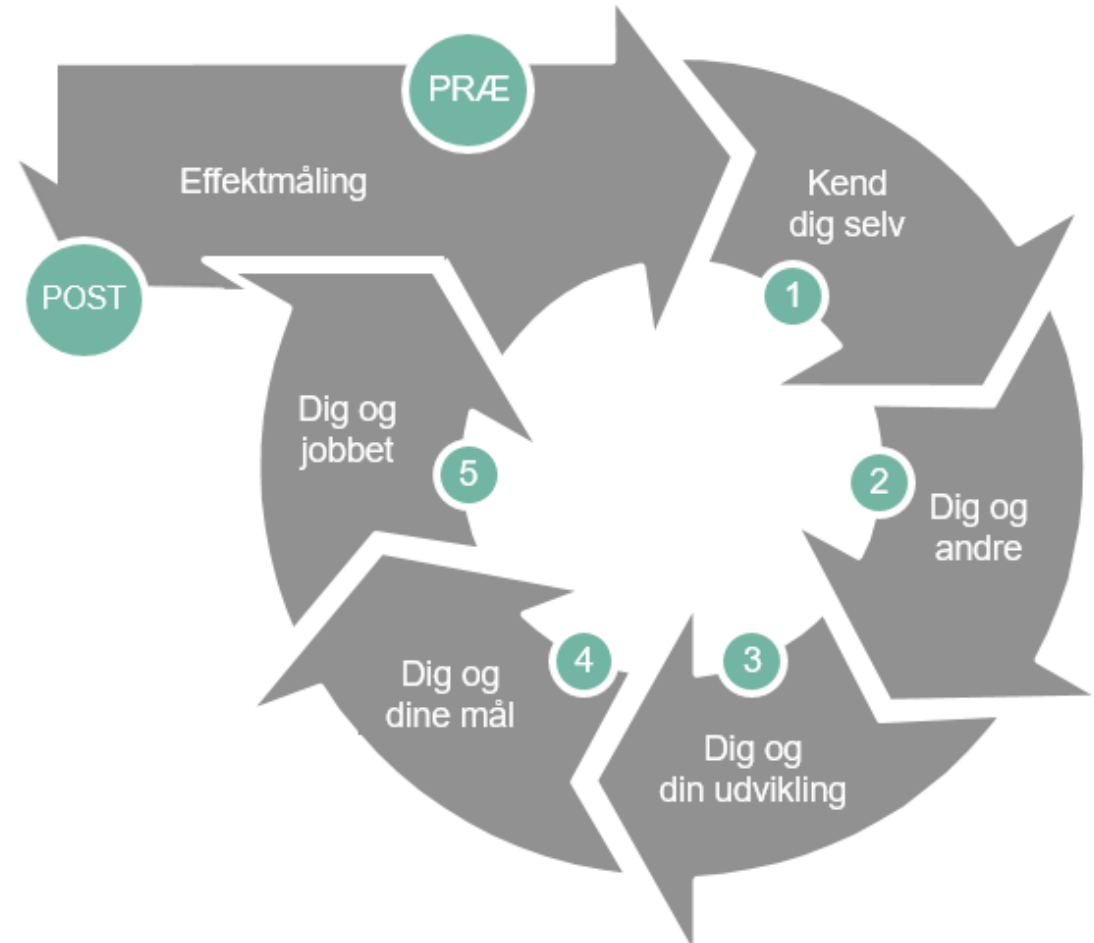 PRÆ
Effektmåling
POST
Kend
dig selv
1
2
Dig og
andre
3
Dig og
din udvikling
4
Dig og
dine mål
5
Dig og
jobbet